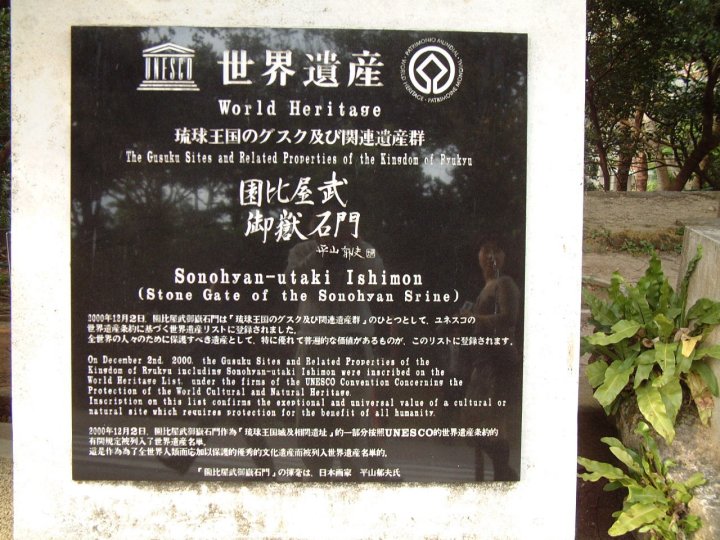 UNESCO
世界遺産
WORLD HERITAGE • PATRIMOINE MONDIAL • PATRIMONIO MUNDIAL
World Heritage
琉球王国のグスク及び関連遺産群
The Gusuku Sites and Related Properties of the Kinsdom of Ryukyu
園比屋武
御嶽石門
平山郁夫
Sonohyan-utaki Ishimon
(Stone Gate of the Sonohyan Srine)
2000年12月2日、園比屋武御嶽石門は「琉球王国のグスク及び関連遺産群」のひとつとして、ユネスコの
世界遺産条約に基づく世界遺産リストに登録されました。
全世界の人々のために保護すべき遺産として、特に優れて普遍的な価値があるものが、このリストに登録されます。
On December 2nd, 2000, the Gusuku Sites and Related Properties of the
Kinsdom of Ryukyu including Sonohyan-utaki Ishimon were inscribed on the
World Heritage List, under the firms of the UNESCO Convention Concerning the
Protection of the World Cultural and Natural Heritage.
Inscription on this list confirms the exeptional and universal value of a cultural or
natural site which requires protection for the benefit of all humanity.
2000年12月2日、園比屋武御嶽石門作為「琉球王国城及相関遺址」的一部分按照UNESCO的世界遺産条約的
有関規定被列入了世界遺産名単。
這是作為為了全世界人類而応加以保護的優秀的文化遺産而被列入世界遺産名単的。
「園比屋武御嶽石門」の揮毫は、日本画家 平山郁夫氏